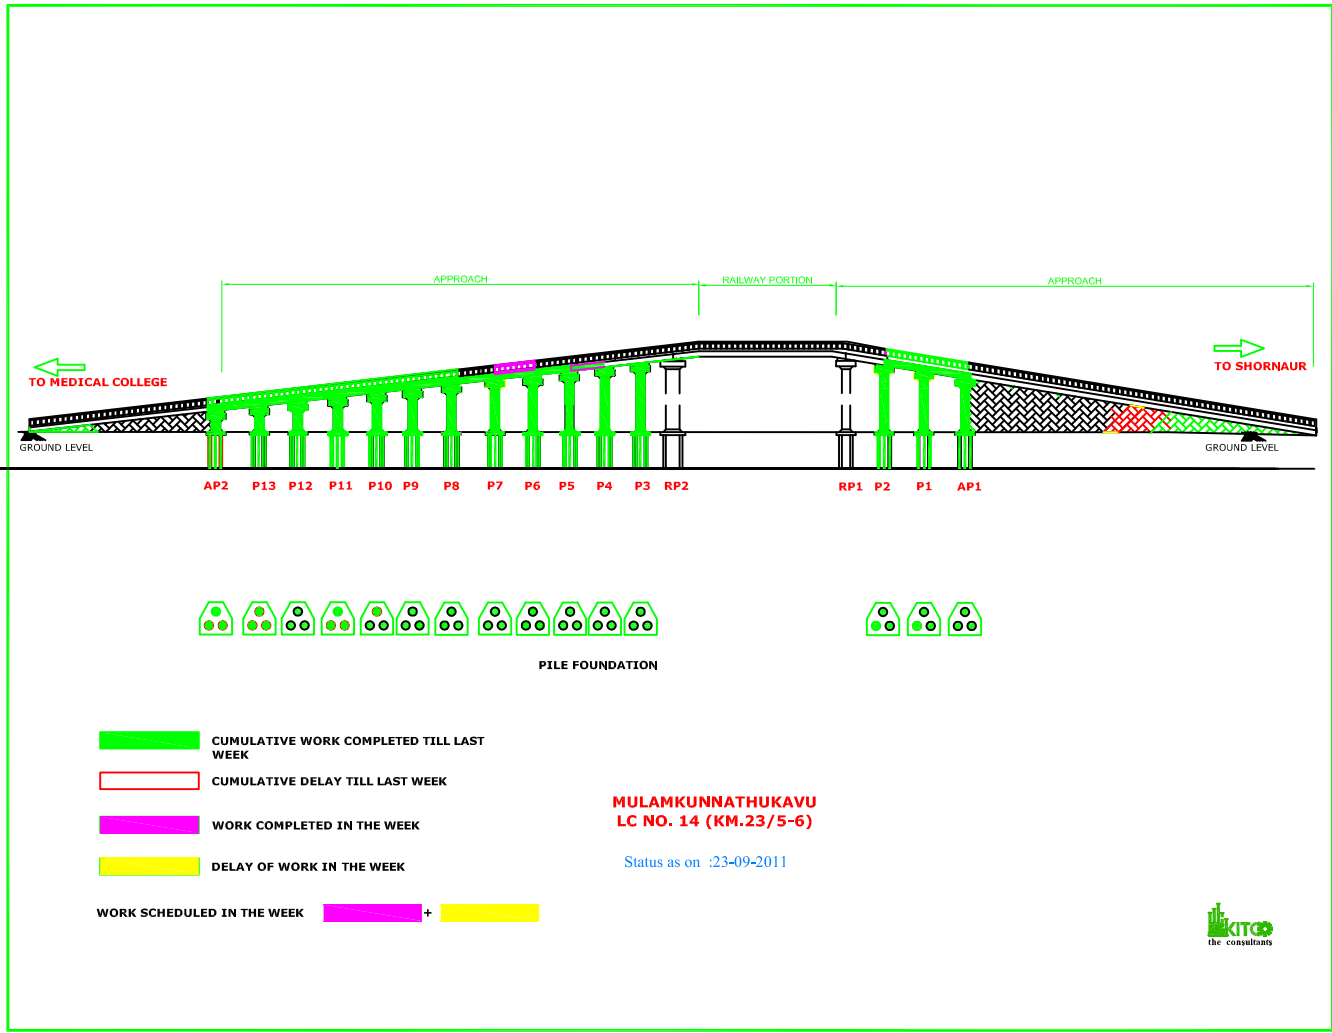 APPROACH
RAILWAY PORTION
APPROACH
TO MEDICAL COLLEGE
TO SHORNAUR
GROUND LEVEL
GROUND LEVEL
AP2 P13 P12 P11 P10 P9 P8 P7 P6 P5 P4 P3 RP2 RP1 P2 P1 AP1
PILE FOUNDATION
CUMULATIVE WORK COMPLETED TILL LAST
WEEK
CUMULATIVE DELAY TILL LAST WEEK
WORK COMPLETED IN THE WEEK
DELAY OF WORK IN THE WEEK
WORK SCHEDULED IN THE WEEK +
MULAMKUNNATHUKAVU
LC NO. 14 (KM.23/5-6)
Status as on :23-09-2011
KITCO
the consultants